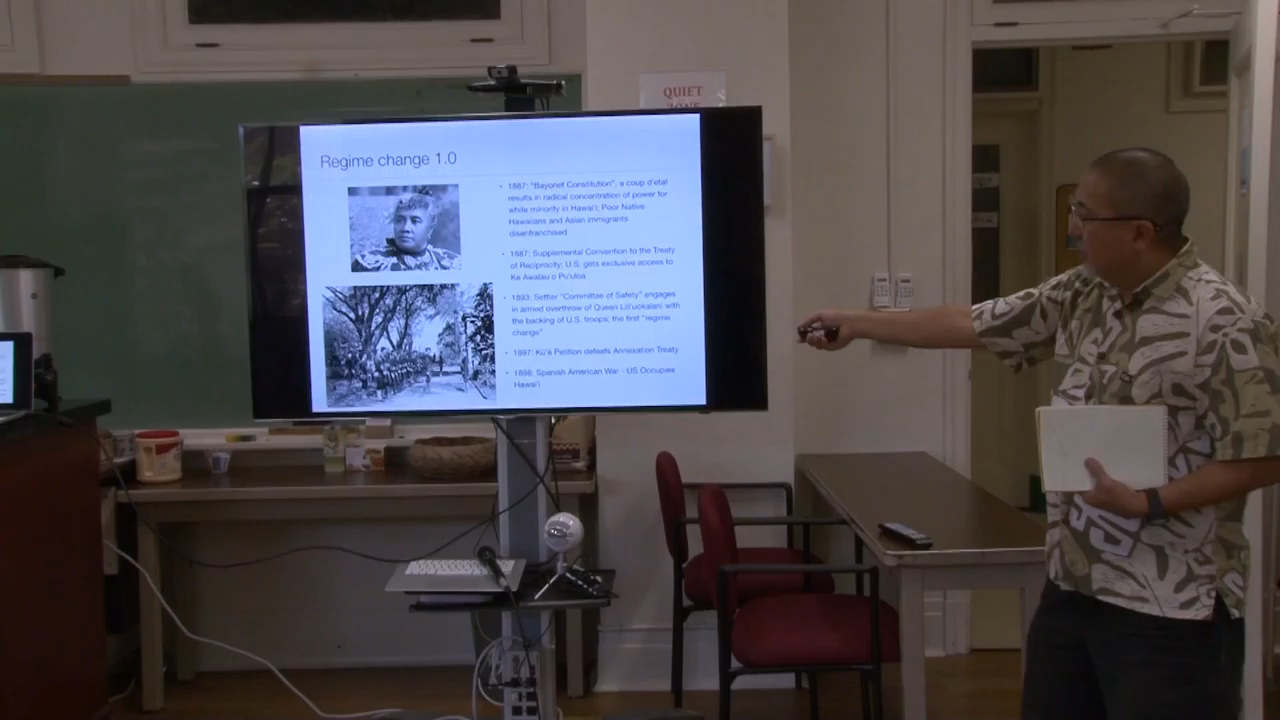 QUIET
ZONE
Regime change 1.0
• 1887: "Bayonet Constitution", a coup d'etat
results in radical concentration of power for
white minority in Hawai'i; Poor Native
Hawaiians and Asian immigrants
disenfranchised
• 1887: Supplemental Convention to the Treaty
of Reciprocity; U.S. gets exclusive access to
Ke Awalau o Pu'uloa
• 1893: Settler "Committee of Safety" engages
in armed overthrow of Queen Lili'uokalani with
the backing of U.S. troops; the first "regime
change"
• 1897: Kū'ē Petition defeats Annexation Treaty
• 1898: Spanish American War - US Occupies
Hawai'i